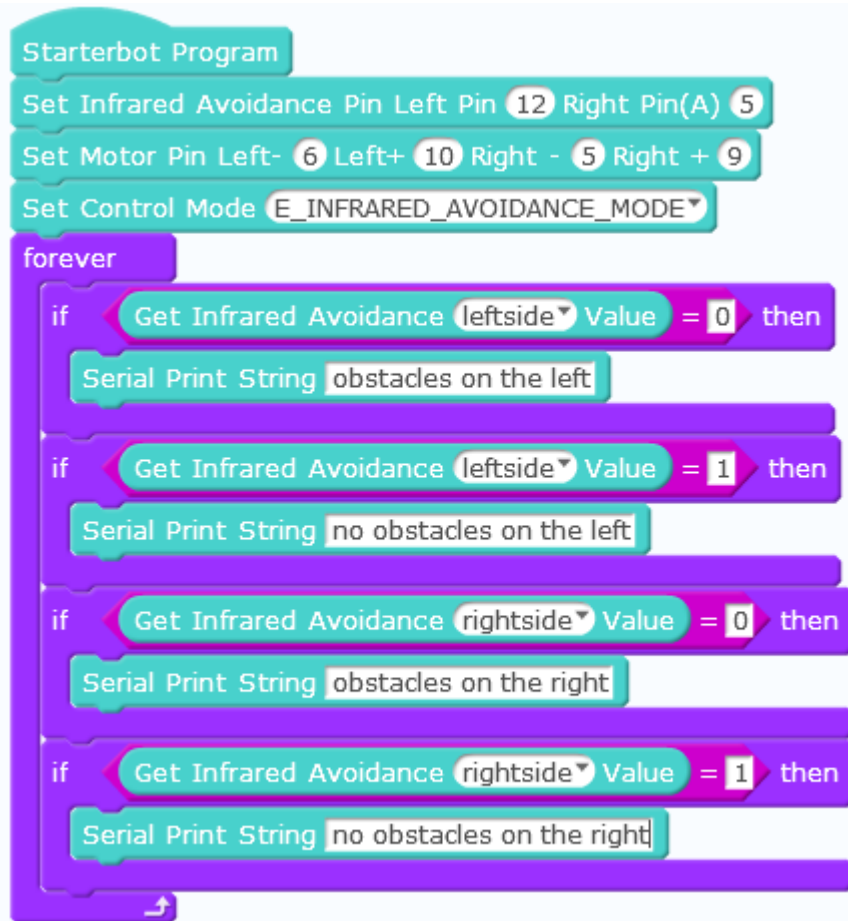 Starterbot Program
Set Infrared Avoidance Pin Left Pin 12 Right Pin(A) 5
Set Motor Pin Left- 6 Left+ 10 Right - 5 Right + 9
Set Control Mode E_INFRARED_AVOIDANCE_MODE
forever
if Get Infrared Avoidance leftside Value = 0 then
Serial Print String obstacles on the left
if Get Infrared Avoidance leftside Value = 1 then
Serial Print String no obstacles on the left
if Get Infrared Avoidance rightside Value = 0 then
Serial Print String obstacles on the right
if Get Infrared Avoidance rightside Value = 1 then
Serial Print String no obstacles on the right